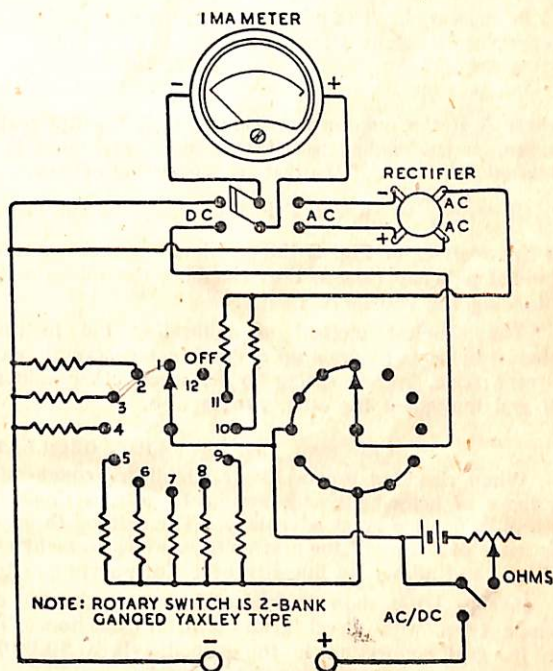 1 MA METER
- +
RECTIFIER
- AC
DC AC
+ AC
1 OFF
2 12
3 11
4 10
5 9
6 7 8
OHMS
AC/DC
NOTE: ROTARY SWITCH IS 2-BANK
GANGED YAXLEY TYPE
- +